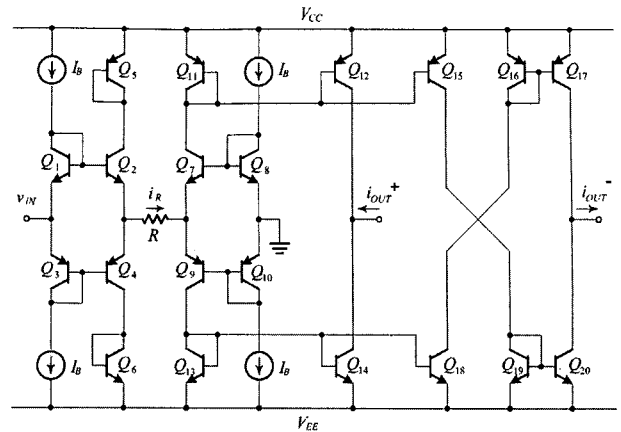 V_CC
I_B Q_5 Q_11 I_B Q_12 Q_15 Q_16 Q_17
Q_1 Q_2 Q_7 Q_8
v_IN i_R i_OUT^+ i_OUT^-
R
Q_3 Q_4 Q_9 Q_10
I_B Q_6 Q_13 I_B Q_14 Q_18 Q_19 Q_20
V_EE